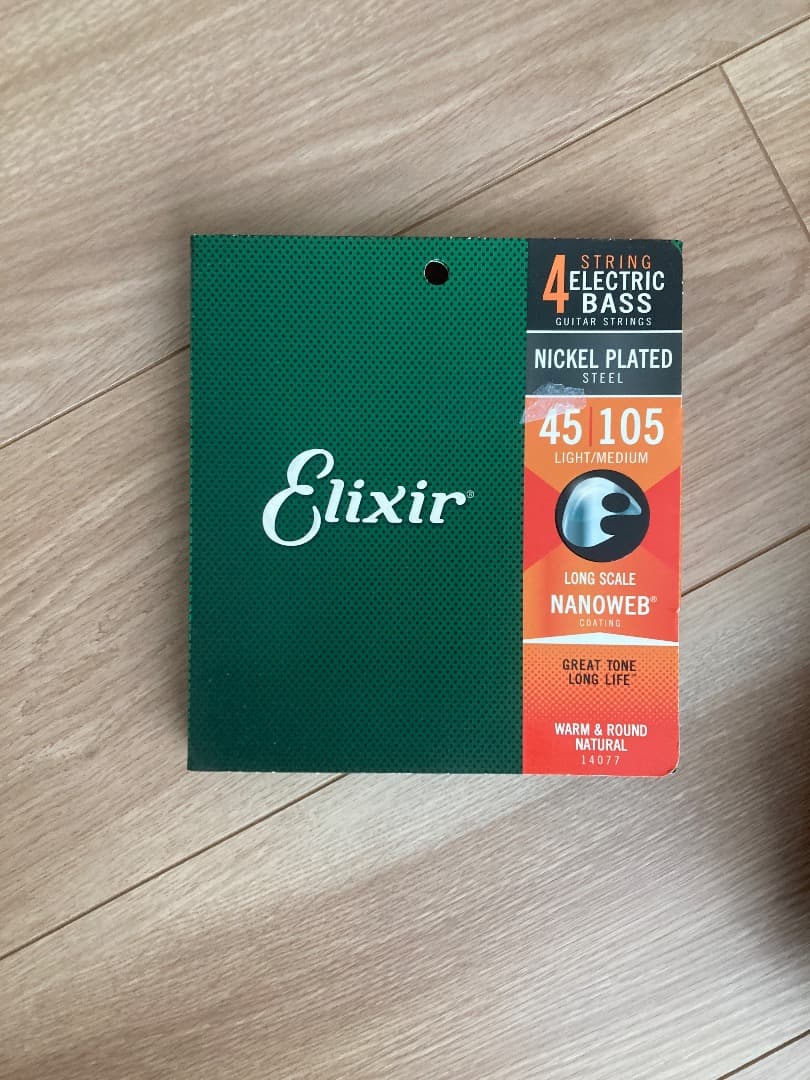 Elixir®
4 STRING
ELECTRIC
BASS
GUITAR STRINGS
NICKEL PLATED
STEEL
45|105
LIGHT/MEDIUM
LONG SCALE
NANOWEB®
COATING
GREAT TONE
LONG LIFE™
WARM & ROUND
NATURAL
14077